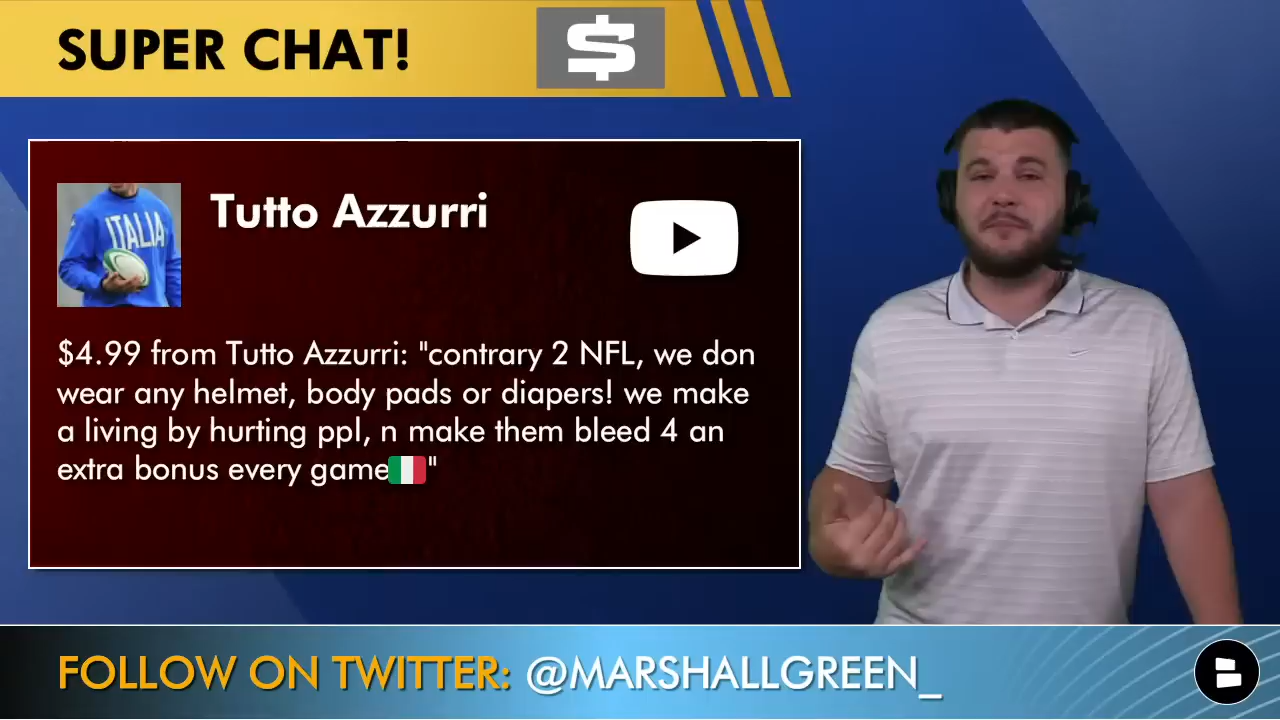 SUPER CHAT!
$
Tutto Azzurri
ITALIA
$4.99 from Tutto Azzurri: "contrary 2 NFL, we don
wear any helmet, body pads or diapers! we make
a living by hurting ppl, n make them bleed 4 an
extra bonus every game🇮🇹"
FOLLOW ON TWITTER: @MARSHALLGREEN_